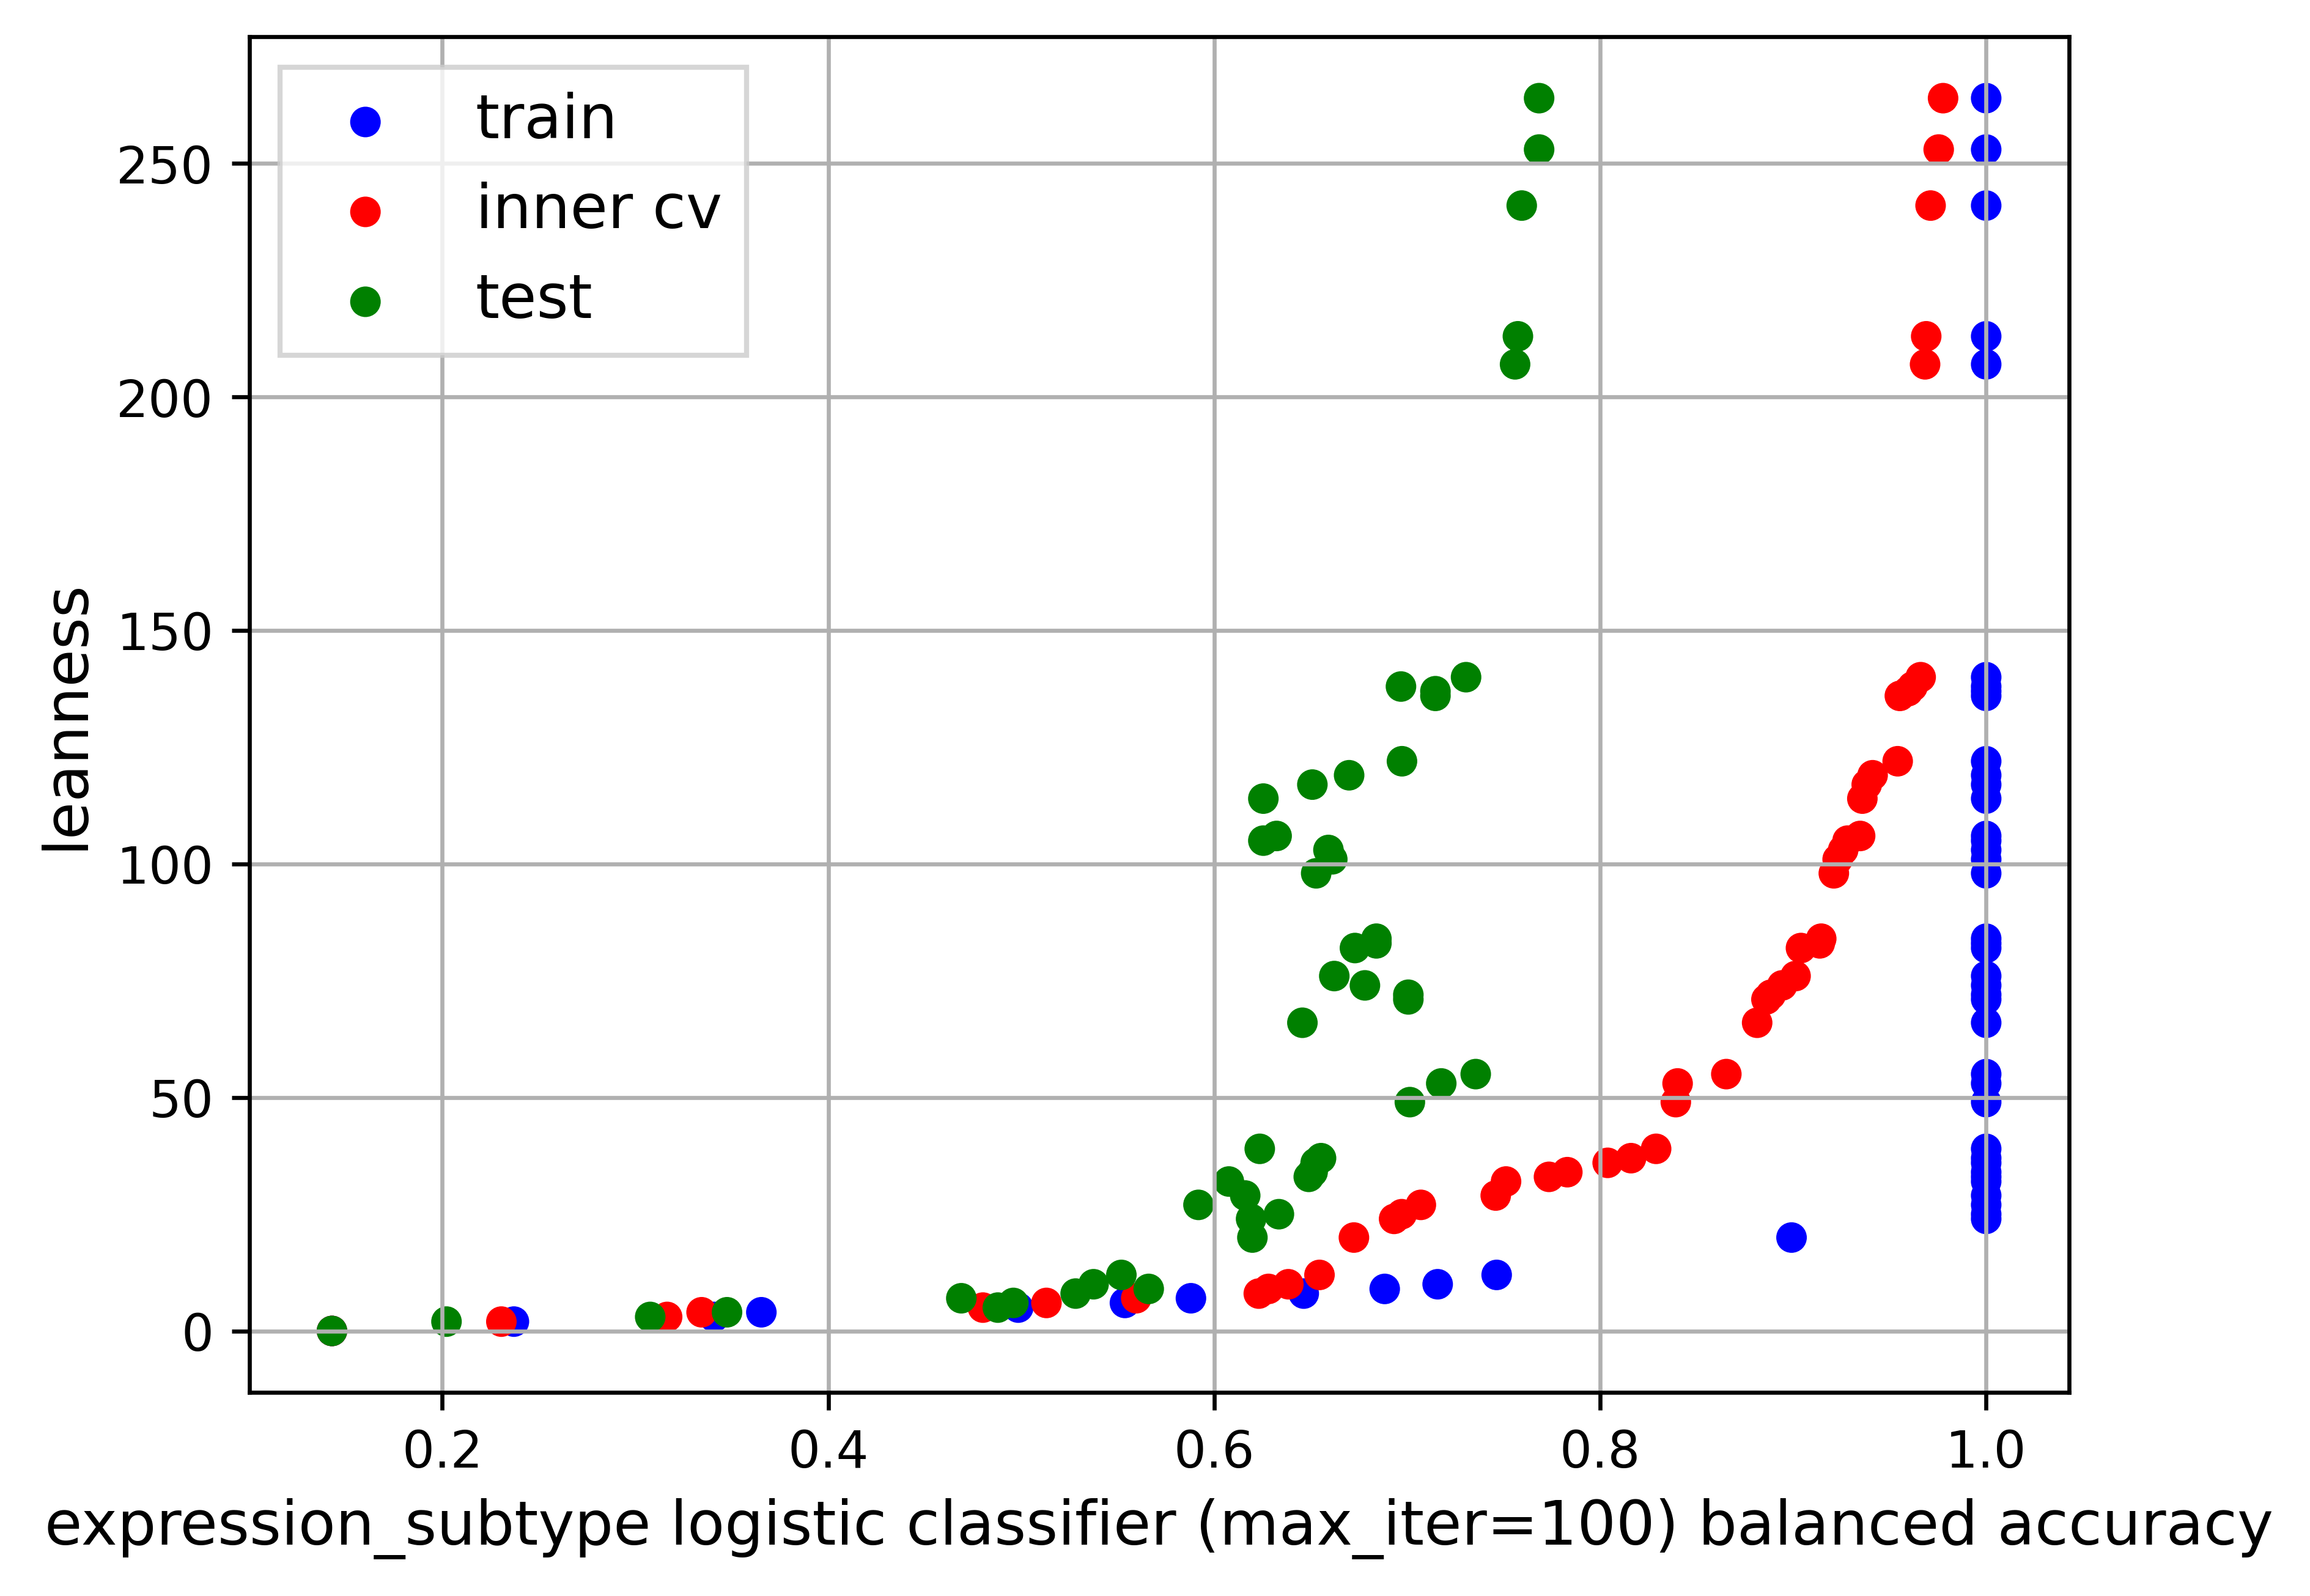 train
inner cv
test
250
200
150
100
50
0
leanness
0.2 0.4 0.6 0.8 1.0
expression_subtype logistic classifier (max_iter=100) balanced accuracy